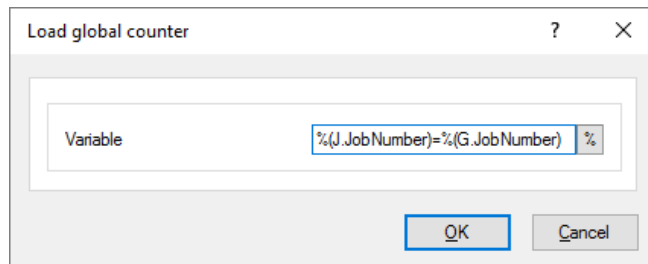 Load global counter ?
Variable %(J.JobNumber)=%(G.JobNumber) %
OK Cancel